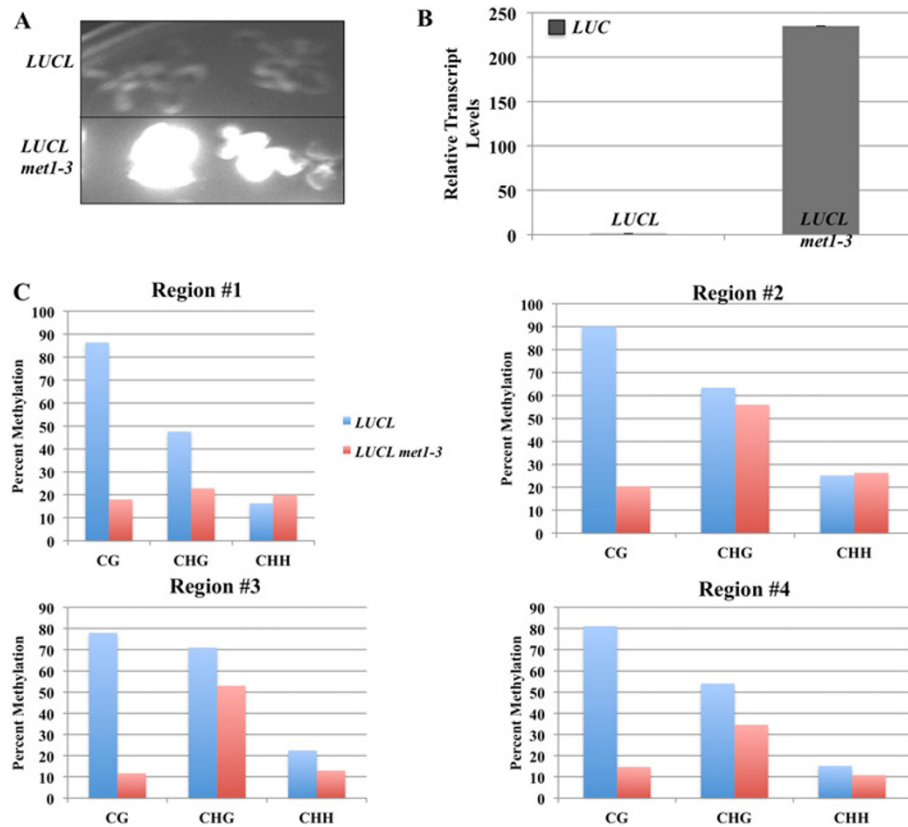 A
LUCL
LUCL
met1-3
B
LUC
Relative Transcript
Levels
250
200
150
100
50
0
LUCL
LUCL
met1-3
C
Region #1
Percent Methylation
100
90
80
70
60
50
40
30
20
10
0
CG
CHG
CHH
LUCL
LUCL met1-3
Region #2
Percent Methylation
100
90
80
70
60
50
40
30
20
10
0
CG
CHG
CHH
Region #3
Percent Methylation
90
80
70
60
50
40
30
20
10
0
CG
CHG
CHH
Region #4
Percent Methylation
90
80
70
60
50
40
30
20
10
0
CG
CHG
CHH